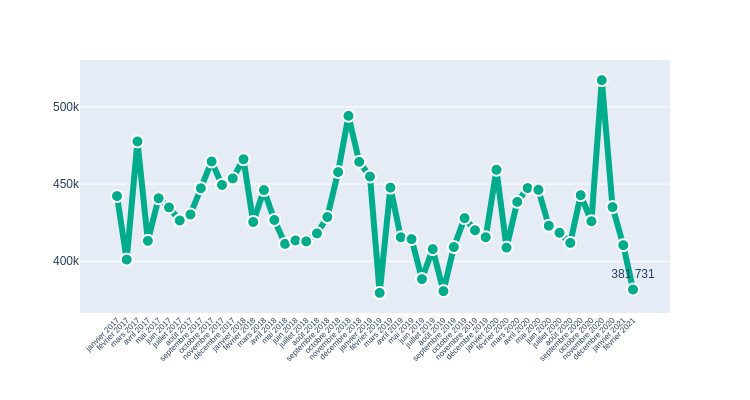 500k
450k
400k
381,731
janvier 2017
février 2017
mars 2017
avril 2017
mai 2017
juin 2017
juillet 2017
août 2017
septembre 2017
octobre 2017
novembre 2017
décembre 2017
janvier 2018
février 2018
mars 2018
avril 2018
mai 2018
juin 2018
juillet 2018
août 2018
septembre 2018
octobre 2018
novembre 2018
décembre 2018
janvier 2019
février 2019
mars 2019
avril 2019
mai 2019
juin 2019
juillet 2019
août 2019
septembre 2019
octobre 2019
novembre 2019
décembre 2019
janvier 2020
février 2020
mars 2020
avril 2020
mai 2020
juin 2020
juillet 2020
août 2020
septembre 2020
octobre 2020
novembre 2020
décembre 2020
janvier 2021
février 2021